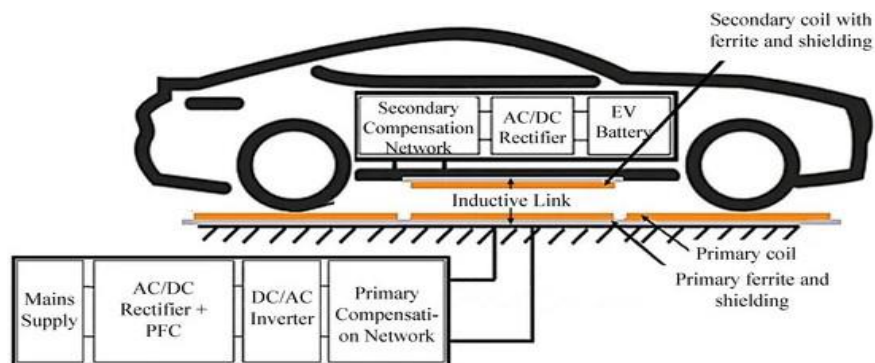 Secondary coil with
ferrite and shielding
Secondary
Compensation
Network
AC/DC
Rectifier
EV
Battery
Inductive Link
Primary coil
Primary ferrite and
shielding
Mains
Supply
AC/DC
Rectifier +
PFC
DC/AC
Inverter
Primary
Compensati-
on Network